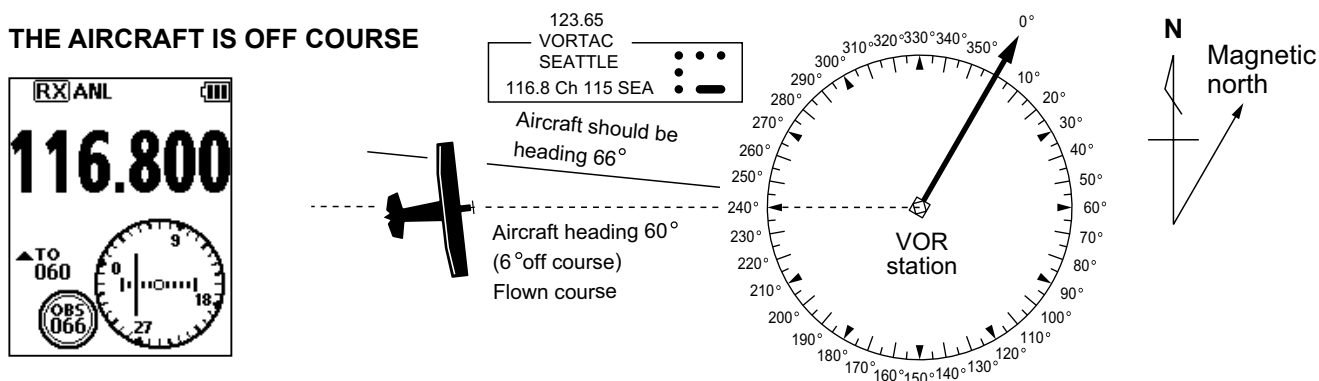 THE AIRCRAFT IS OFF COURSE
RX ANL
116.800
TO
060
OBS
066
0
9
18
27
123.65
VORTAC
SEATTLE
116.8 Ch 115 SEA
Aircraft should be
heading 66°
Aircraft heading 60°
(6°off course)
Flown course
VOR
station
0°
10°
20°
30°
40°
60°
70°
80°
90°
100°
110°
120°
130°
140°
150°
160°
170°
180°
190°
200°
210°
220°
230°
240°
250°
260°
270°
280°
290°
300°
310°
320°
330°
340°
350°
N
Magnetic
north